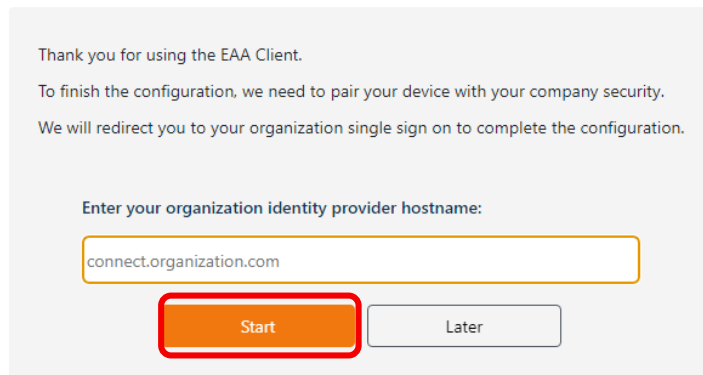 Thank you for using the EAA Client.
To finish the configuration, we need to pair your device with your company security.
We will redirect you to your organization single sign on to complete the configuration.
Enter your organization identity provider hostname:
connect.organization.com
Start
Later